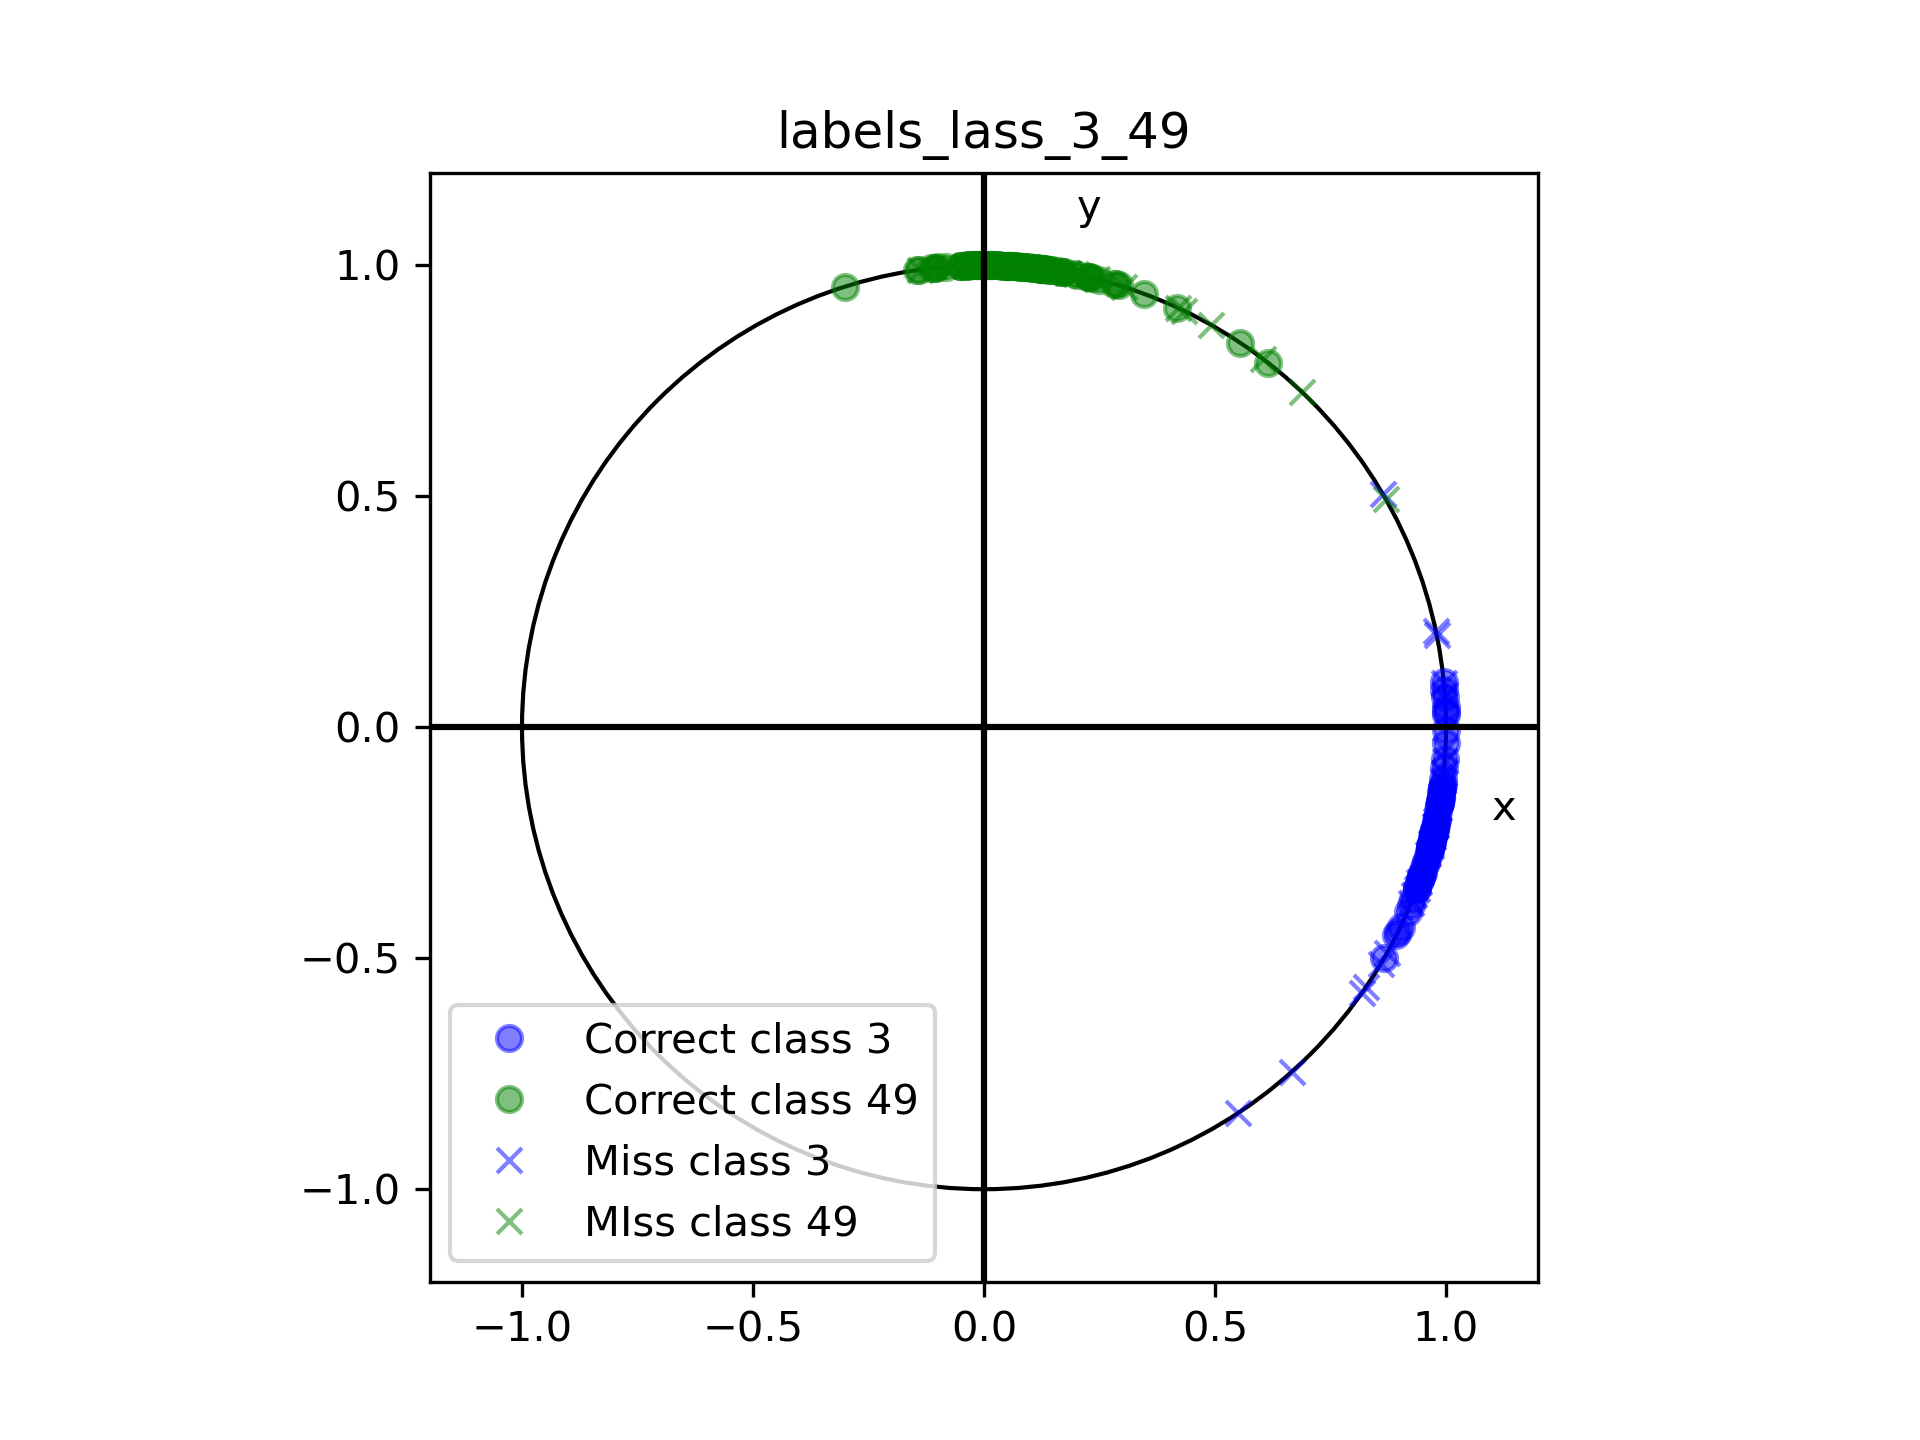 labels_lass_3_49
y
1.0
0.5
0.0
x
−0.5
−1.0
Correct class 3
Correct class 49
Miss class 3
MIss class 49
−1.0 −0.5 0.0 0.5 1.0